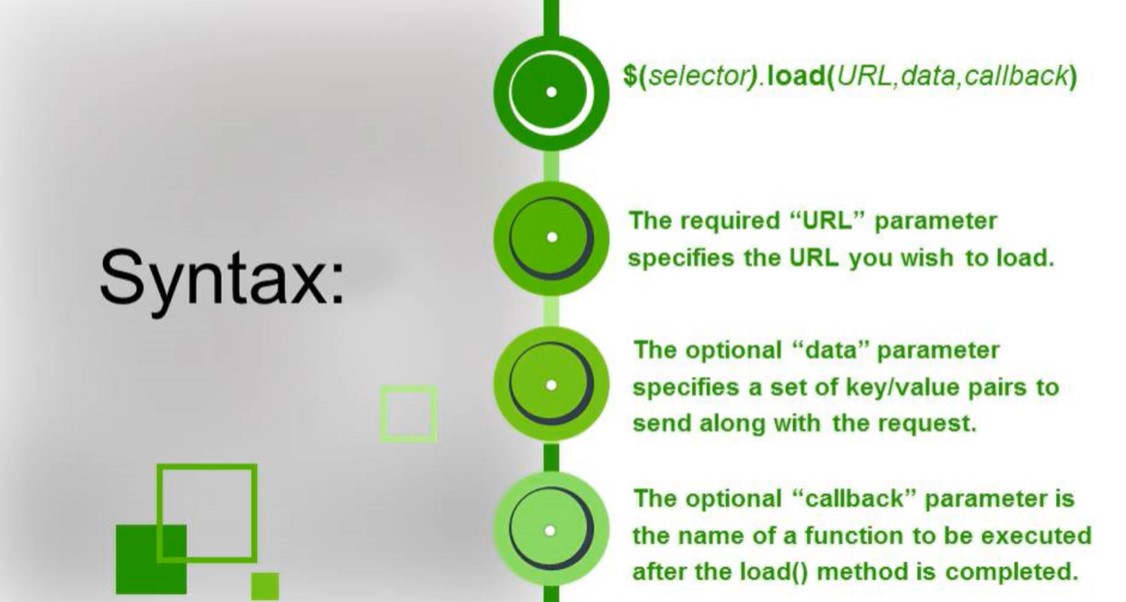 $(selector).load(URL,data,callback)
The required “URL” parameter
specifies the URL you wish to load.
Syntax:
The optional “data” parameter
specifies a set of key/value pairs to
send along with the request.
The optional “callback” parameter is
the name of a function to be executed
after the load() method is completed.